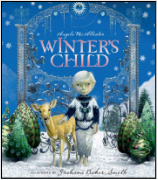 Angela McAllister
WINTER'S
CHILD
ILLUSTRATED BY Grahame Baker-Smith